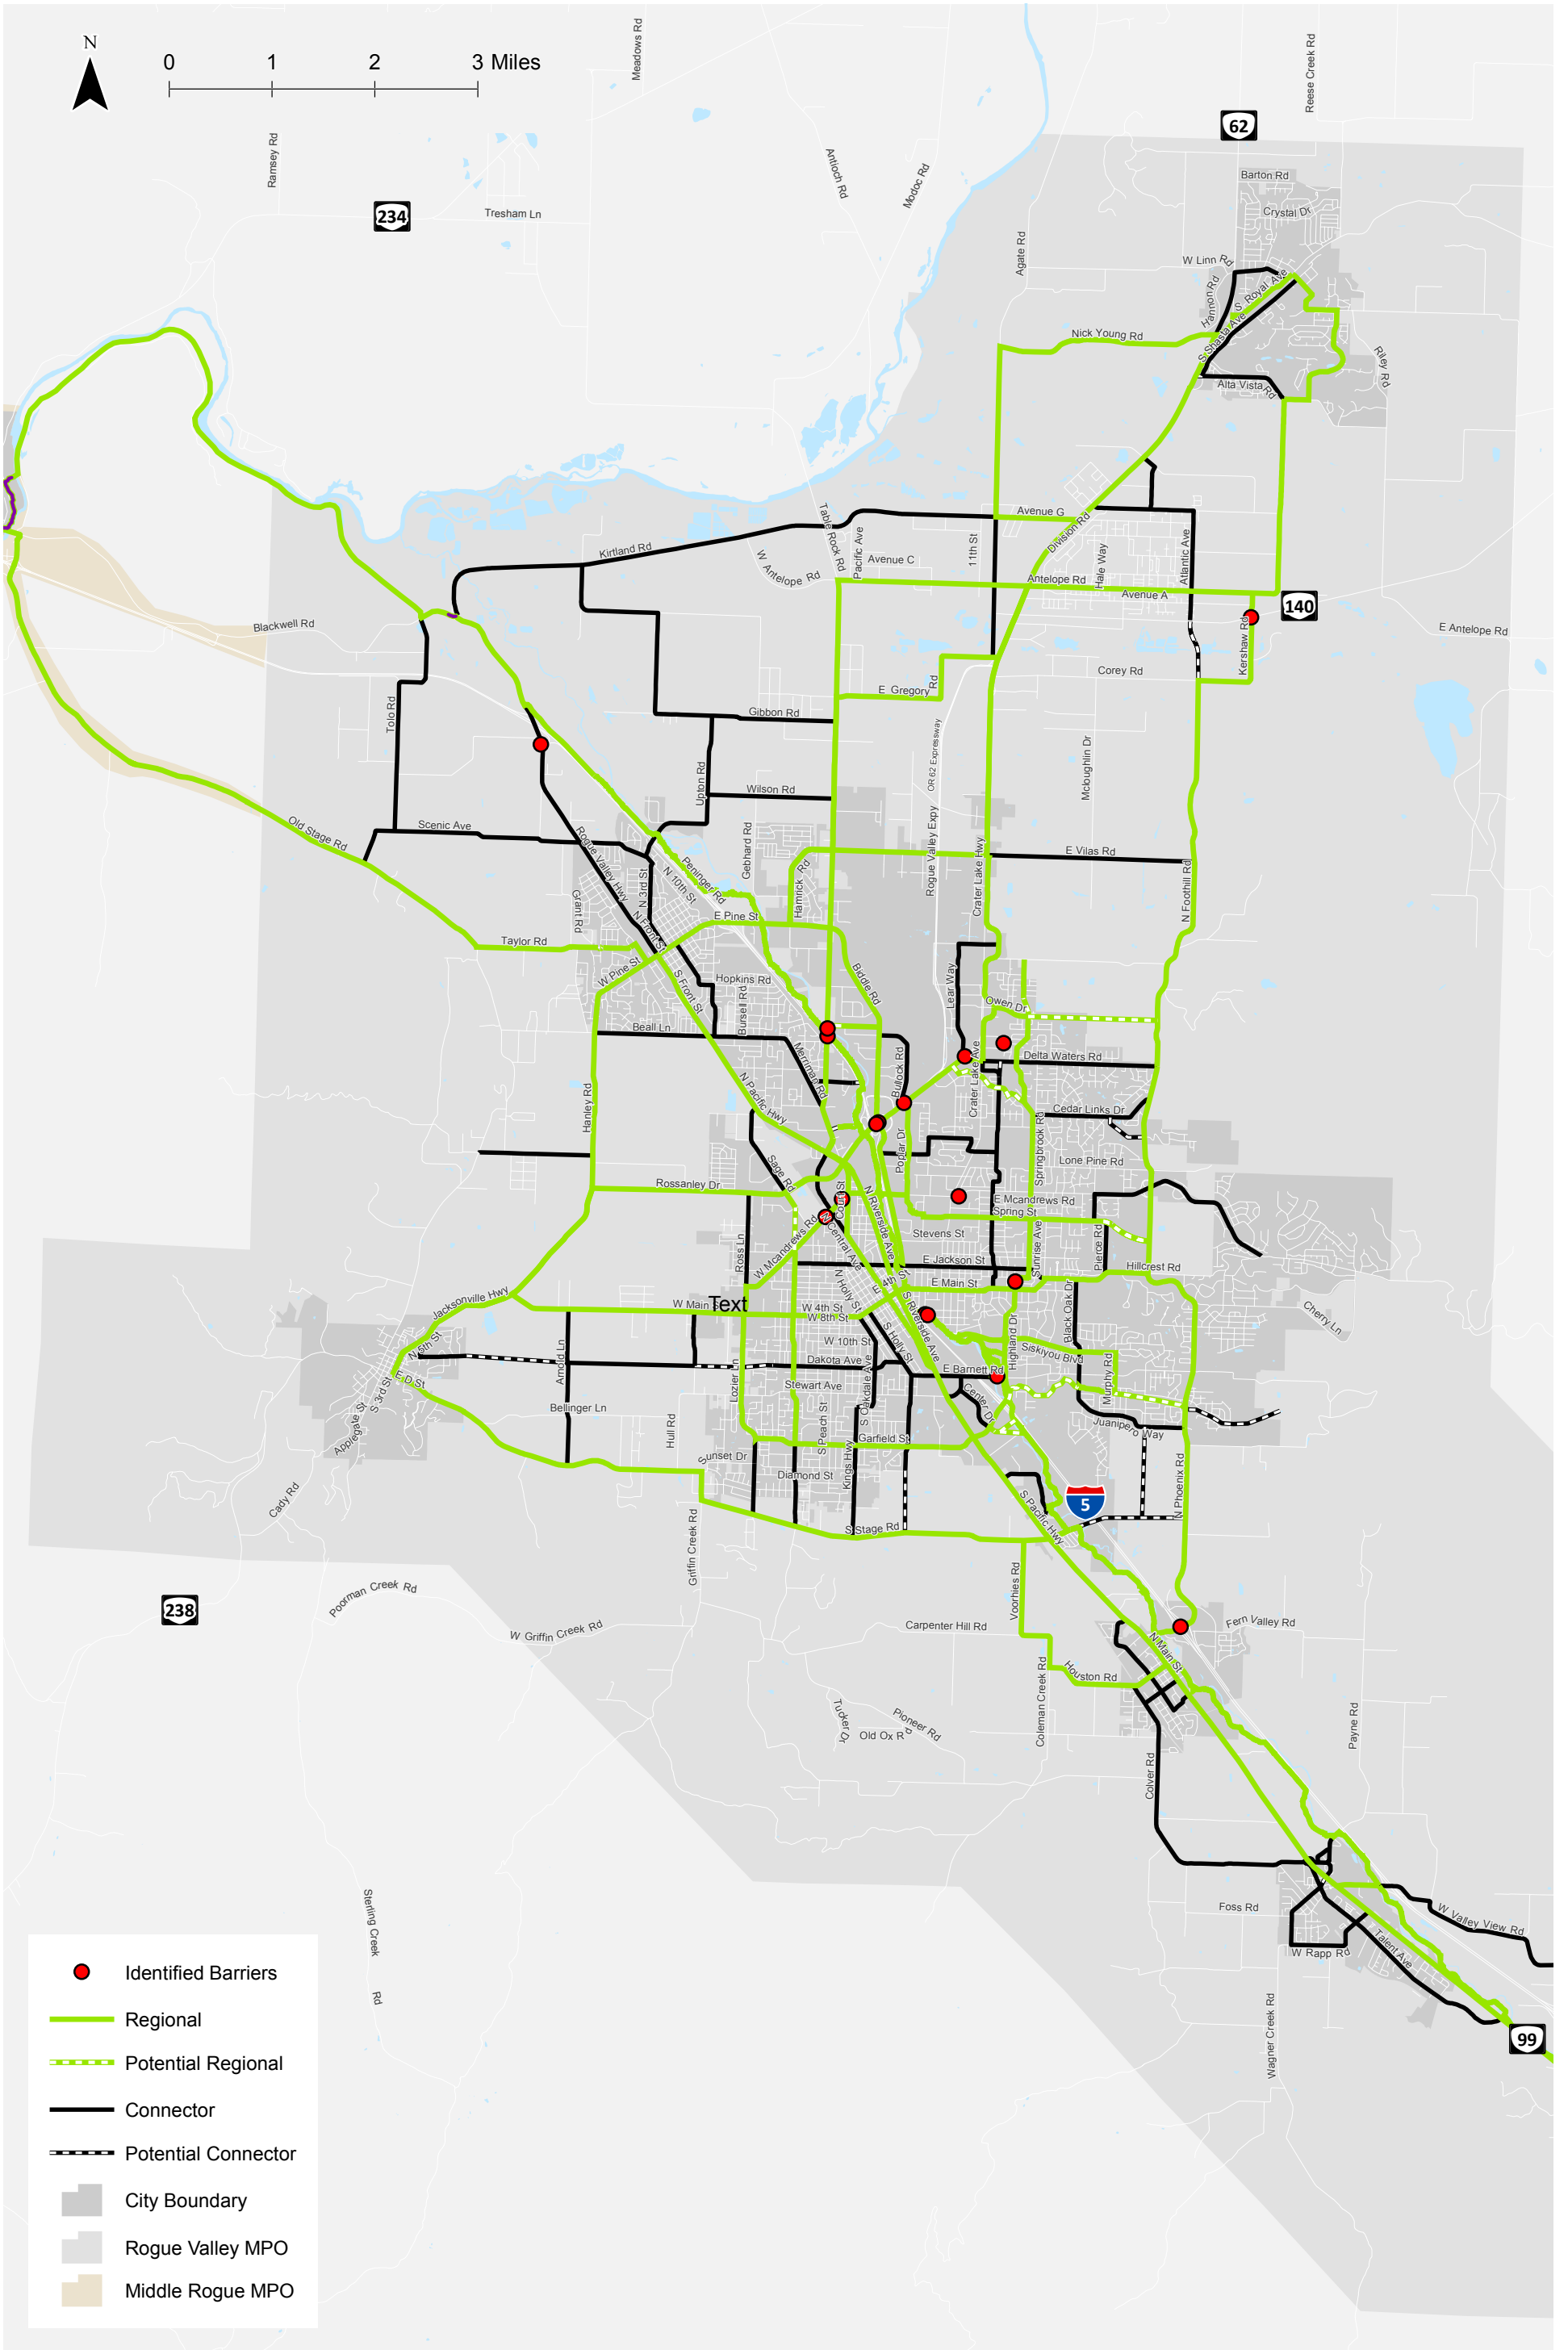 N
0 1 2 3 Miles
Meadows Rd
Reese Creek Rd
62
Ramsey Rd
Antioch Rd
Modoc Rd
Barton Rd
234
Tresham Ln
Crystal Dr
Agate Rd
W Linn Rd
Hannon Rd
S Royal Ave
S Shasta Ave
Nick Young Rd
Riley Rd
Alta Vista Rd
Table Rock Rd
Pacific Ave
Avenue G
Division Rd
11th St
Hale Way
Atlantic Ave
Kirtland Rd
W Antelope Rd
Avenue C
Antelope Rd
Avenue A
140
Blackwell Rd
Kershaw Rd
E Antelope Rd
Corey Rd
Tolo Rd
E Gregory Rd
Gibbon Rd
OR 62 Expressway
Mcloughlin Dr
Upton Rd
Wilson Rd
Old Stage Rd
Scenic Ave
Rogue Valley Hwy
Gebhard Rd
Rogue Valley Expy
Crater Lake Hwy
E Vilas Rd
Peninger Rd
N 10th St
N 3rd St
Hamrick Rd
N Foothill Rd
Grant Rd
N Front St
E Pine St
Taylor Rd
W Pine St
S Front St
Hopkins Rd
Biddle Rd
Lear Way
Bursell Rd
Owen Dr
Beall Ln
Merriman Rd
Bullock Rd
Crater Lake Ave
Delta Waters Rd
N Pacific Hwy
Hanley Rd
Cedar Links Dr
Springbrook Rd
Poplar Dr
Lone Pine Rd
Sage Rd
Rossanley Dr
Court St
N Riverside Ave
E Mcandrews Rd
Spring St
W Mcandrews Rd
N Central Ave
Stevens St
Sunrise Ave
Pierce Rd
Ross Ln
E Jackson St
Hillcrest Rd
N Holly St
E 4th St
E Main St
Jacksonville Hwy
W Main St
Text
W 4th St
W 8th St
S Riverside Ave
Black Oak Dr
Cherry Ln
N 5th St
W 10th St
S Holly St
Highland Dr
Siskiyou Blvd
Arnold Ln
Dakota Ave
E Barnett Rd
Murphy Rd
E D St
S 3rd St
Lozier Ln
Stewart Ave
S Oakdale Ave
Center Dr
Bellinger Ln
Juanipero Way
Applegate St
Hull Rd
S Peach St
Garfield St
Sunset Dr
Kings Hwy
Diamond St
N Phoenix Rd
Cady Rd
5
S Pacific Hwy
Griffin Creek Rd
S Stage Rd
Poorman Creek Rd
Voorhies Rd
238
W Griffin Creek Rd
Carpenter Hill Rd
Fern Valley Rd
N Main St
Houston Rd
Coleman Creek Rd
Tucker Dr
Pioneer Rd
Old Ox Rd
Payne Rd
Colver Rd
Sterling Creek Rd
Foss Rd
W Valley View Rd
W Rapp Rd
Talent Ave
Wagner Creek Rd
99
Identified Barriers
Regional
Potential Regional
Connector
Potential Connector
City Boundary
Rogue Valley MPO
Middle Rogue MPO